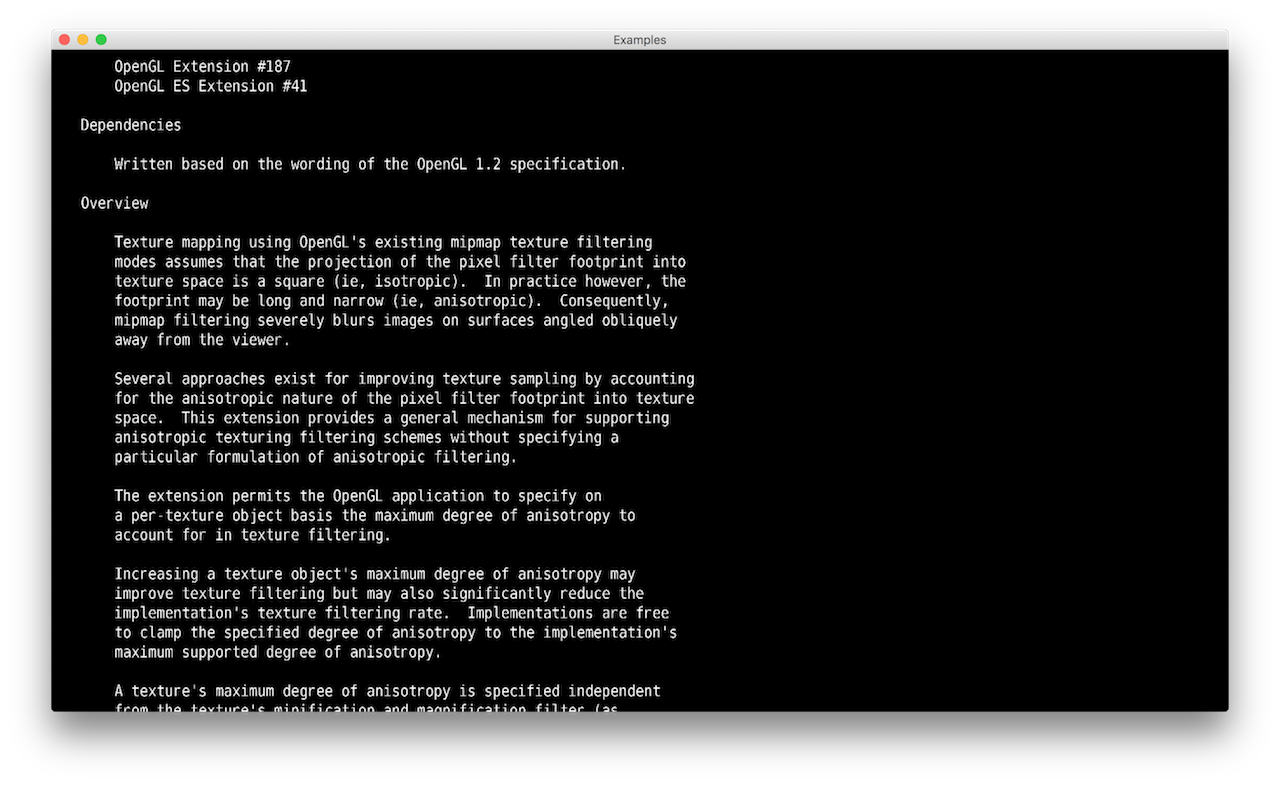 Examples
OpenGL Extension #187
OpenGL ES Extension #41
Dependencies
Written based on the wording of the OpenGL 1.2 specification.
Overview
Texture mapping using OpenGL's existing mipmap texture filtering
modes assumes that the projection of the pixel filter footprint into
texture space is a square (ie, isotropic).  In practice however, the
footprint may be long and narrow (ie, anisotropic).  Consequently,
mipmap filtering severely blurs images on surfaces angled obliquely
away from the viewer.
Several approaches exist for improving texture sampling by accounting
for the anisotropic nature of the pixel filter footprint into texture
space.  This extension provides a general mechanism for supporting
anisotropic texturing filtering schemes without specifying a
particular formulation of anisotropic filtering.
The extension permits the OpenGL application to specify on
a per-texture object basis the maximum degree of anisotropy to
account for in texture filtering.
Increasing a texture object's maximum degree of anisotropy may
improve texture filtering but may also significantly reduce the
implementation's texture filtering rate.  Implementations are free
to clamp the specified degree of anisotropy to the implementation's
maximum supported degree of anisotropy.
A texture's maximum degree of anisotropy is specified independent
from the texture's minification and magnification filter (as